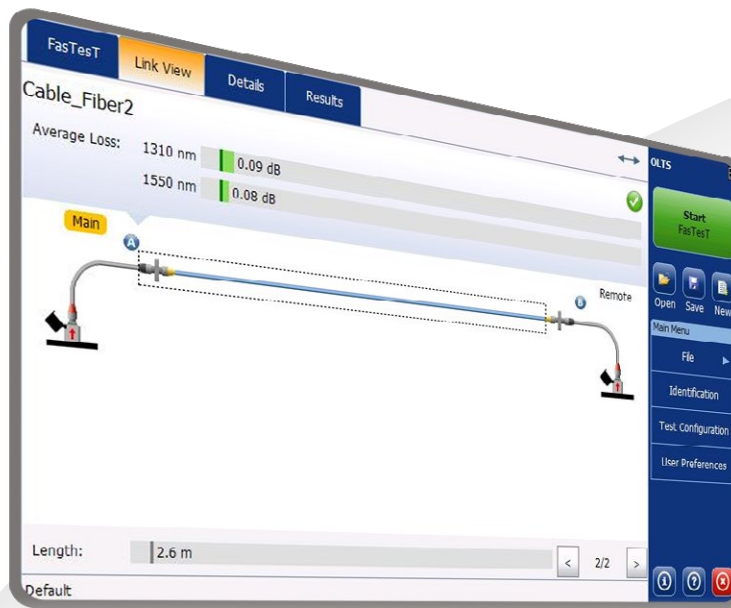 FasTesT
Link View
Details
Results
Cable_Fiber2
Average Loss:
1310 nm
0.09 dB
1550 nm
0.08 dB
Main
A
B
Remote
Length:
2.6 m
<
2/2
>
Default
OLTS
Start
FasTesT
Open
Save
New
Main Menu
File
Identification
Test Configuration
User Preferences